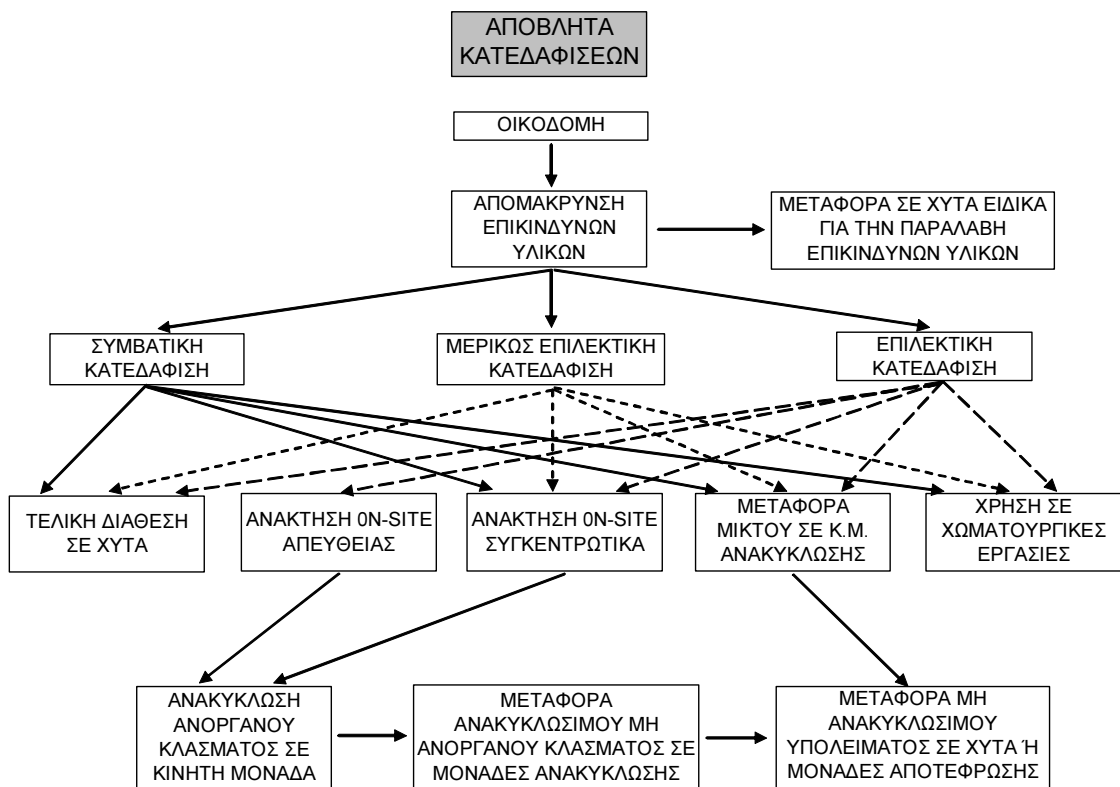 ΑΠΟΒΛΗΤΑ
ΚΑΤΕΔΑΦΙΣΕΩΝ
ΟΙΚΟΔΟΜΗ
ΑΠΟΜΑΚΡΥΝΣΗ
ΕΠΙΚΙΝΔΥΝΩΝ
ΥΛΙΚΩΝ
ΜΕΤΑΦΟΡΑ ΣΕ ΧΥΤΑ ΕΙΔΙΚΑ
ΓΙΑ ΤΗΝ ΠΑΡΑΛΑΒΗ
ΕΠΙΚΙΝΔΥΝΩΝ ΥΛΙΚΩΝ
ΣΥΜΒΑΤΙΚΗ
ΚΑΤΕΔΑΦΙΣΗ
ΜΕΡΙΚΩΣ ΕΠΙΛΕΚΤΙΚΗ
ΚΑΤΕΔΑΦΙΣΗ
ΕΠΙΛΕΚΤΙΚΗ
ΚΑΤΕΔΑΦΙΣΗ
ΤΕΛΙΚΗ ΔΙΑΘΕΣΗ
ΣΕ ΧΥΤΑ
ΑΝΑΚΤΗΣΗ 0N-SITE
ΑΠΕΥΘΕΙΑΣ
ΑΝΑΚΤΗΣΗ 0N-SITE
ΣΥΓΚΕΝΤΡΩΤΙΚΑ
ΜΕΤΑΦΟΡΑ
ΜΙΚΤΟΥ ΣΕ Κ.Μ.
ΑΝΑΚΥΚΛΩΣΗΣ
ΧΡΗΣΗ ΣΕ
ΧΩΜΑΤΟΥΡΓΙΚΕΣ
ΕΡΓΑΣΙΕΣ
ΑΝΑΚΥΚΛΩΣΗ
ΑΝΟΡΓΑΝΟΥ
ΚΛΑΣΜΑΤΟΣ ΣΕ
ΚΙΝΗΤΗ ΜΟΝΑΔΑ
ΜΕΤΑΦΟΡΑ
ΑΝΑΚΥΚΛΩΣΙΜΟΥ ΜΗ
ΑΝΟΡΓΑΝΟΥ ΚΛΑΣΜΑΤΟΣ ΣΕ
ΜΟΝΑΔΕΣ ΑΝΑΚΥΚΛΩΣΗΣ
ΜΕΤΑΦΟΡΑ ΜΗ
ΑΝΑΚΥΚΛΩΣΙΜΟΥ
ΥΠΟΛΕΙΜΑΤΟΣ ΣΕ ΧΥΤΑ Ή
ΜΟΝΑΔΕΣ ΑΠΟΤΕΦΡΩΣΗΣ